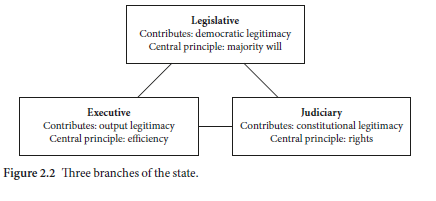 Legislative
Contributes: democratic legitimacy
Central principle: majority will
Executive
Contributes: output legitimacy
Central principle: efficiency
Judiciary
Contributes: constitutional legitimacy
Central principle: rights
Figure 2.2 Three branches of the state.